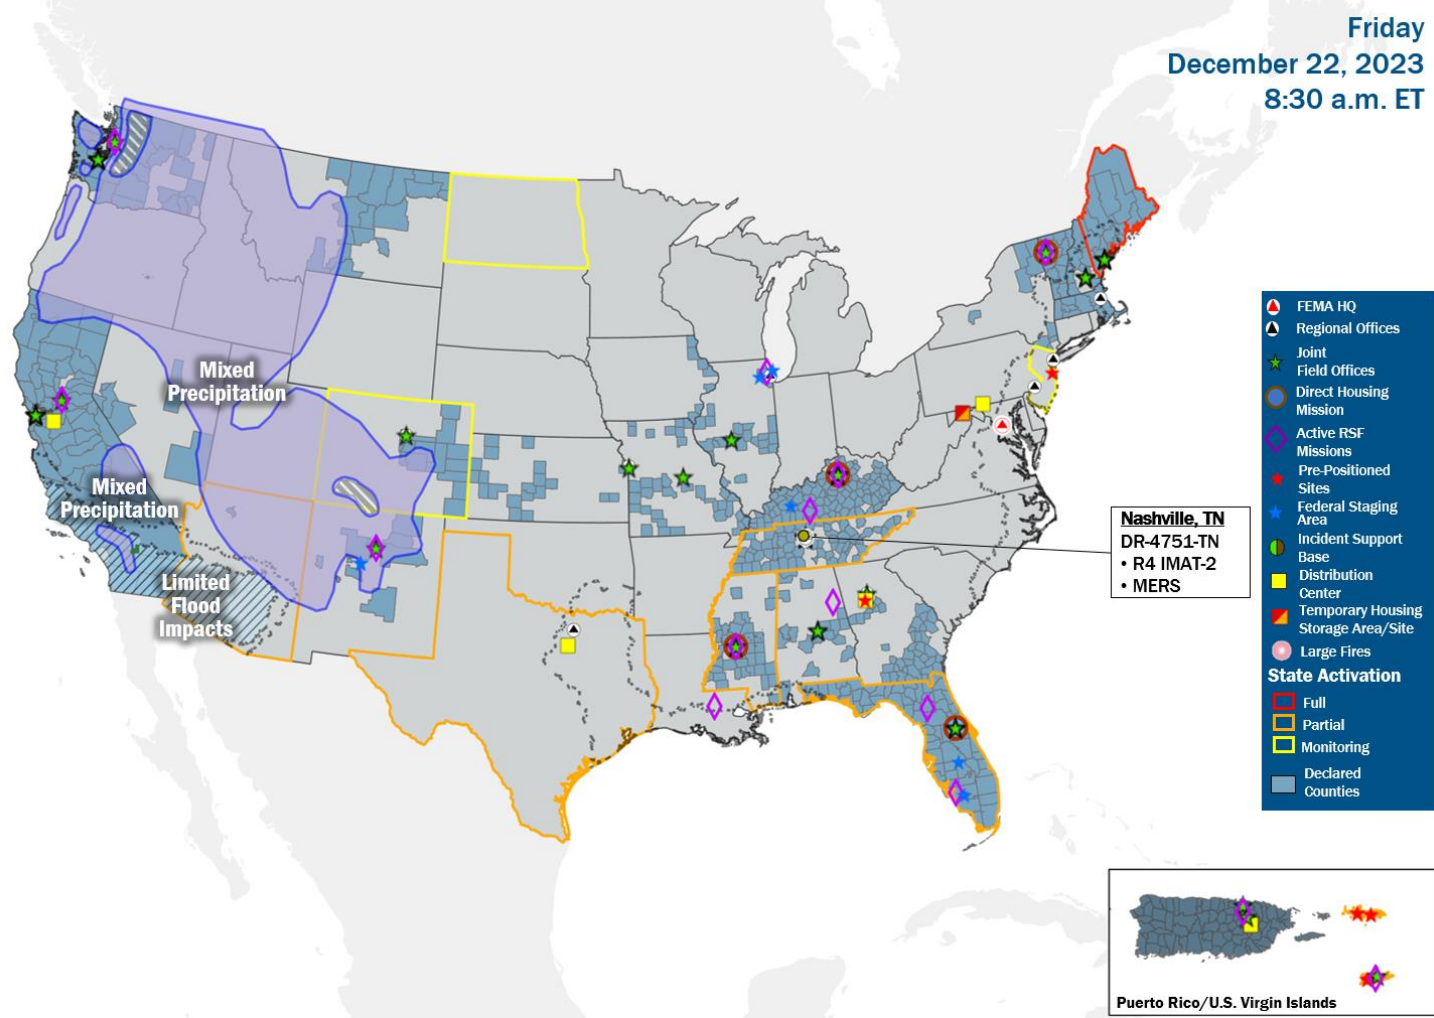 Friday
December 22, 2023
8:30 a.m. ET
Mixed
Precipitation
Mixed
Precipitation
Limited
Flood
Impacts
Nashville, TN
DR-4751-TN
• R4 IMAT-2
• MERS
FEMA HQ
Regional Offices
Joint
Field Offices
Direct Housing
Mission
Active RSF
Missions
Pre-Positioned
Sites
Federal Staging
Area
Incident Support
Base
Distribution
Center
Temporary Housing
Storage Area/Site
Large Fires
State Activation
Full
Partial
Monitoring
Declared
Counties
Puerto Rico/U.S. Virgin Islands